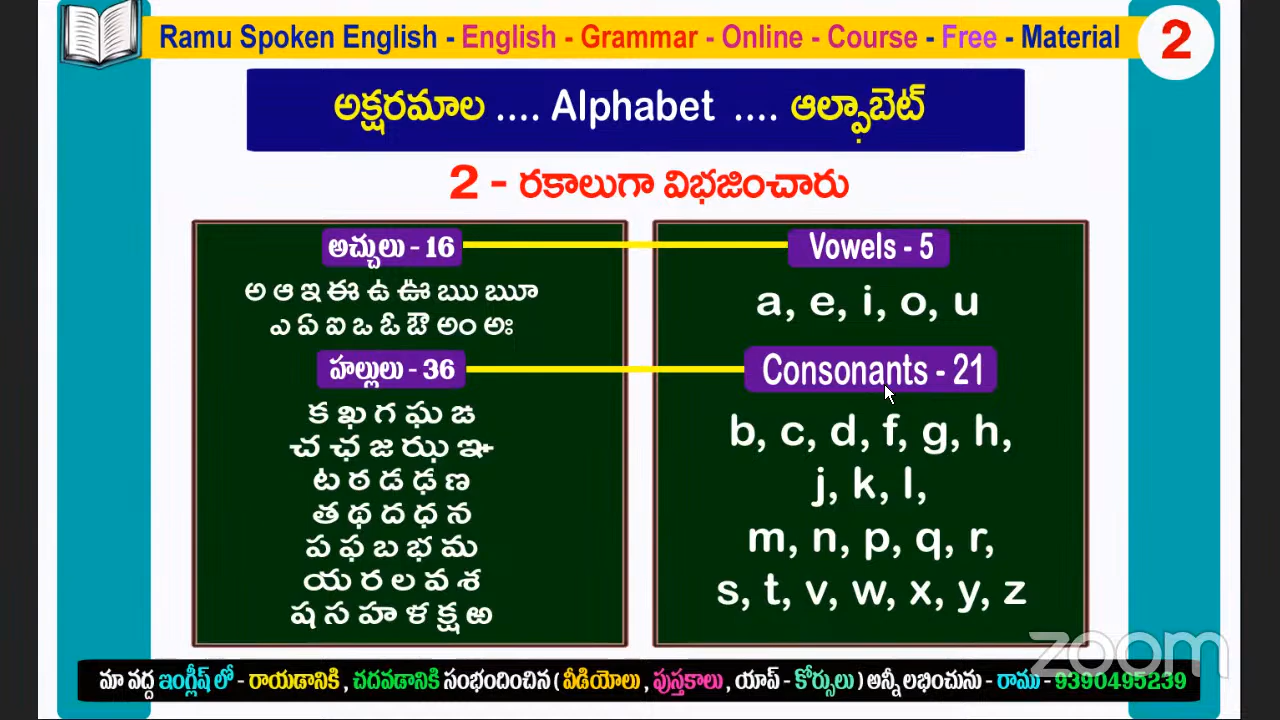 Ramu Spoken English - English - Grammar - Online - Course - Free - Material
2
అక్షరమాల .... Alphabet .... ఆల్ఫాబెట్
2 - రకాలుగా విభజించారు
అచ్చులు - 16
అ ఆ ఇ ఈ ఉ ఊ ఋ ౠ
ఎ ఏ ఐ ఒ ఓ ఔ అం అః
హల్లులు - 36
క ఖ గ ఘ ఙ
చ ఛ జ ఝ ఞ
ట ఠ డ ఢ ణ
త థ ద ధ న
ప ఫ బ భ మ
య ర ల వ శ
ష స హ ళ క్ష ఱ
Vowels - 5
a, e, i, o, u
Consonants - 21
b, c, d, f, g, h,
j, k, l,
m, n, p, q, r,
s, t, v, w, x, y, z
zoom
మా వద్ద ఇంగ్లీష్ లో - రాయడానికి , చదవడానికి సంభందించిన ( వీడియోలు , పుస్తకాలు , యాప్ - కోర్సులు ) అన్నీ లభించును - రాము - 9390495239